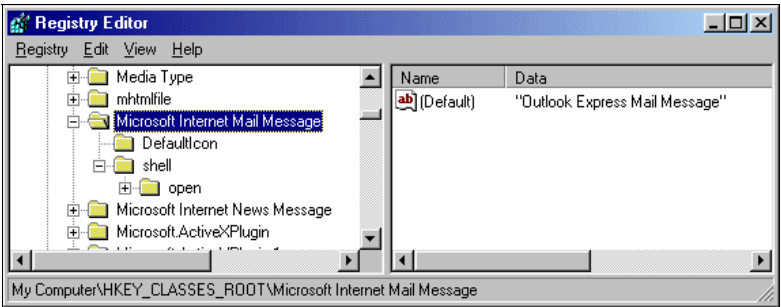 Registry Editor
Registry Edit View Help
Media Type
mhtmlfile
Microsoft Internet Mail Message
DefaultIcon
shell
open
Microsoft Internet News Message
Microsoft.ActiveXPlugin
Name Data
ab (Default) "Outlook Express Mail Message"
My Computer\HKEY_CLASSES_ROOT\Microsoft Internet Mail Message